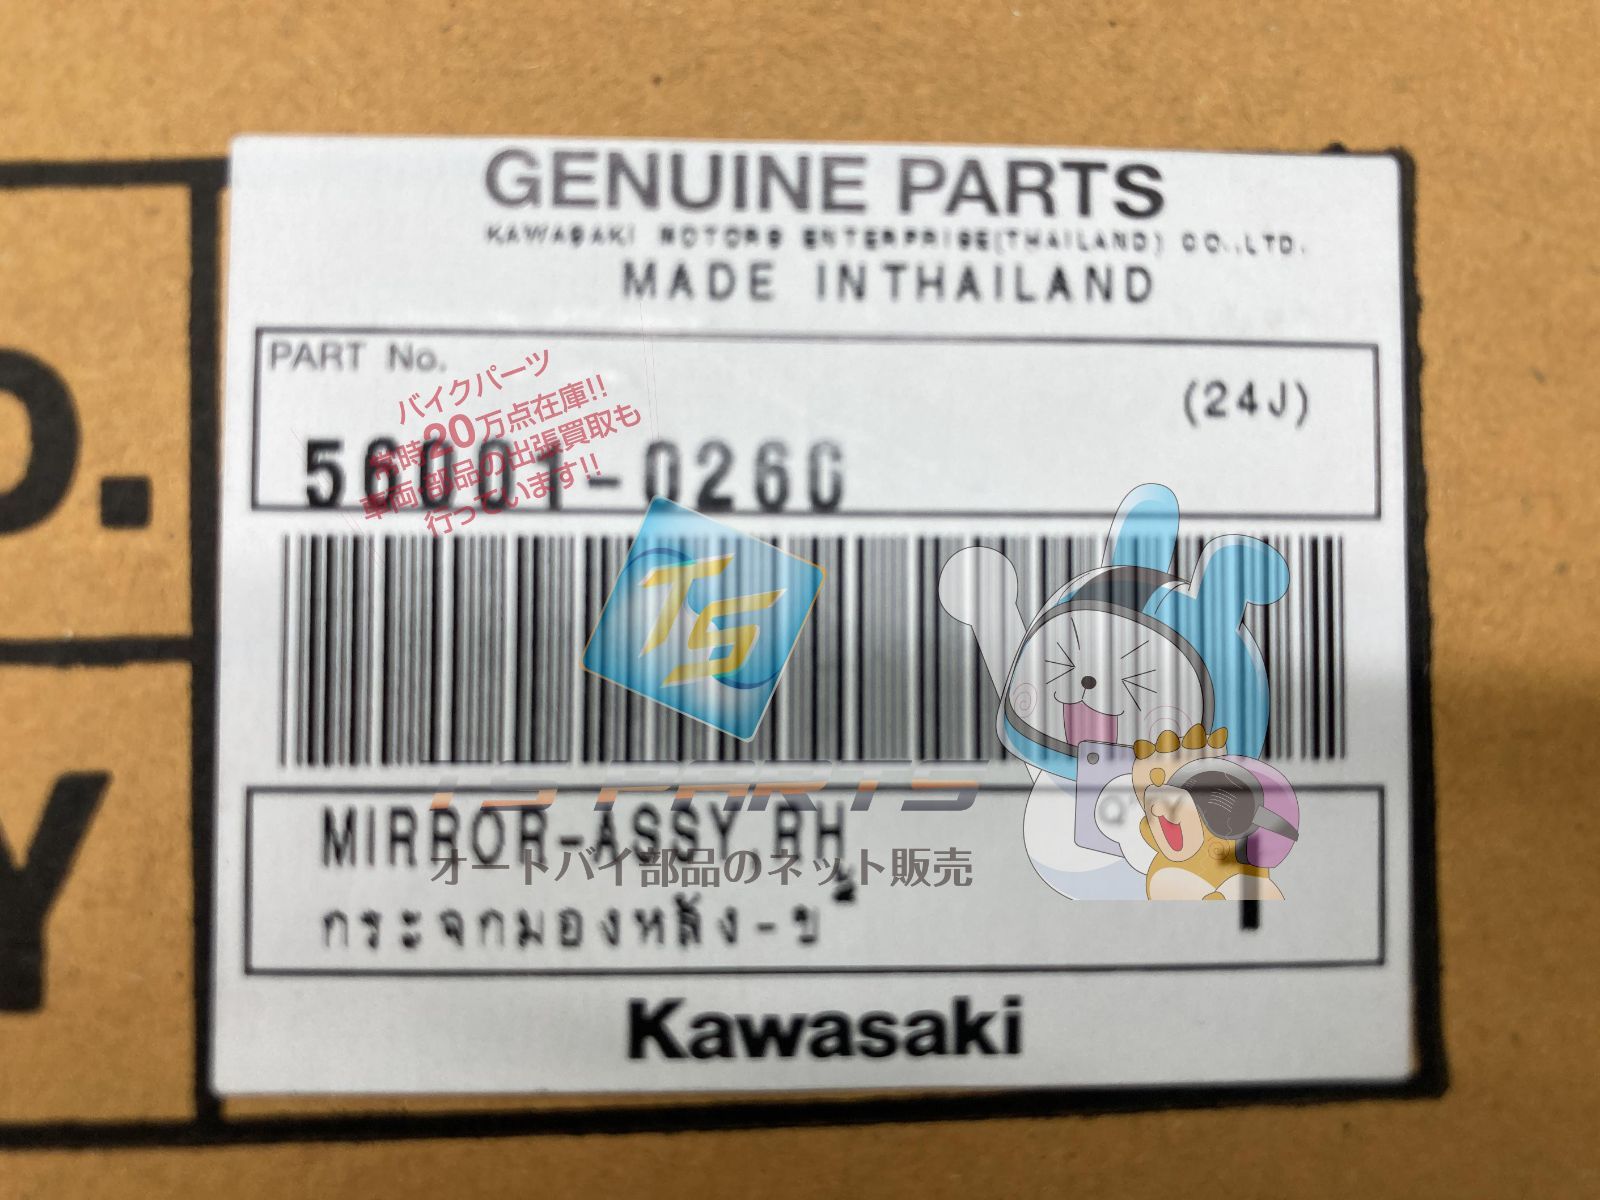 GENUINE PARTS
KAWASAKI MOTORS ENTERPRISE(THAILAND) CO.,LTD.
MADE IN THAILAND
PART No.
(24J)
56001-0260
バイクパーツ
常時20万点在庫!!
車両・部品の出張買取も
行っています!!
TS
TS PARTS
オートバイ部品のネット販売
MIRROR-ASSY,RH
Q'TY
1
กระจกมองหลัง-ข
Kawasaki
O.
Y